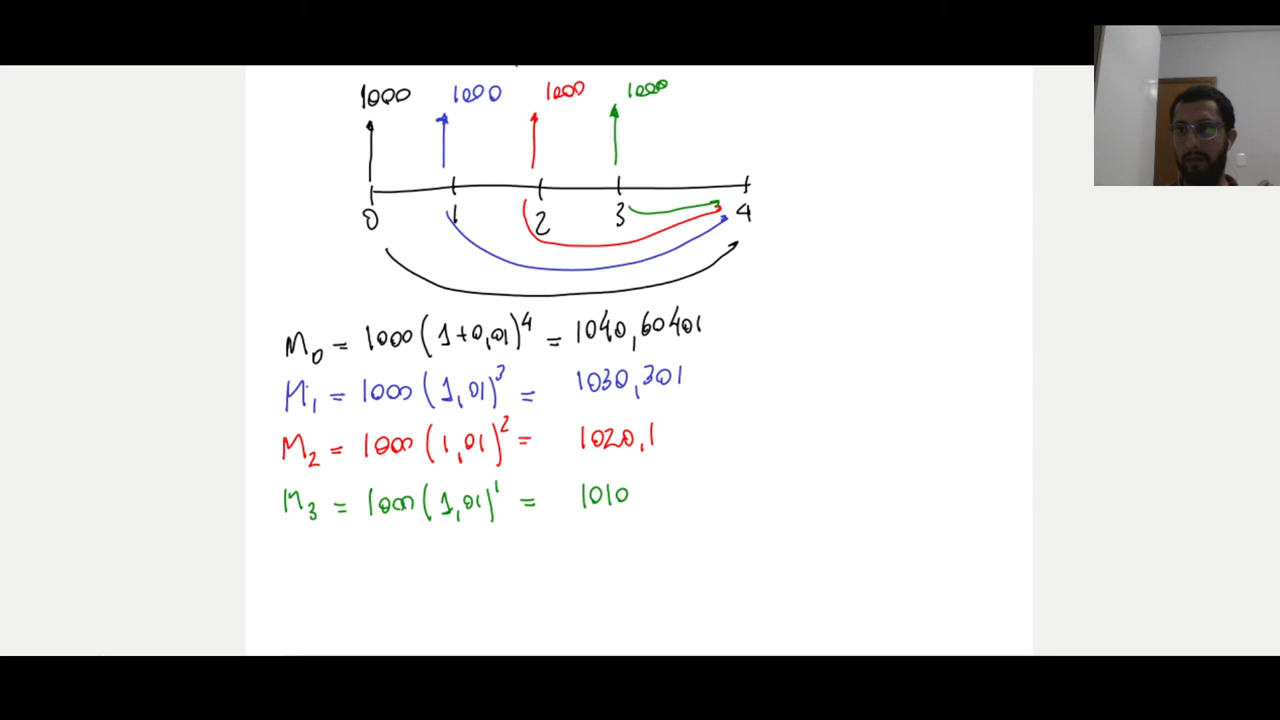 1000 1000 1000 1000
0 1 2 3 4
M₀ = 1000 (1+0,01)⁴ = 1040,60401
M₁ = 1000 (1,01)³ = 1030,301
M₂ = 1000 (1,01)² = 1020,1
M₃ = 1000 (1,01)¹ = 1010